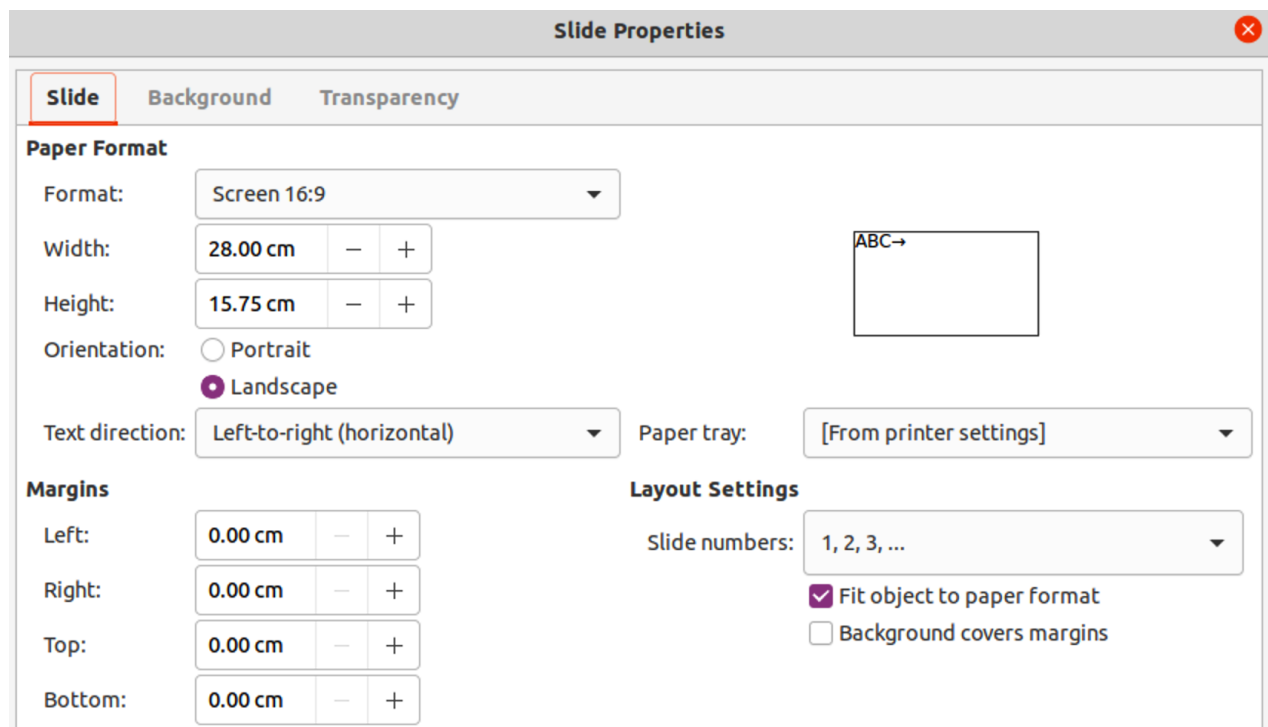 Slide Properties
Slide Background Transparency
Paper Format
Format: Screen 16:9
Width: 28.00 cm − +
ABC→
Height: 15.75 cm − +
Orientation: Portrait
Landscape
Text direction: Left-to-right (horizontal) Paper tray: [From printer settings]
Margins Layout Settings
Left: 0.00 cm − +
Slide numbers: 1, 2, 3, ...
Right: 0.00 cm − +
Fit object to paper format
Background covers margins
Top: 0.00 cm − +
Bottom: 0.00 cm − +